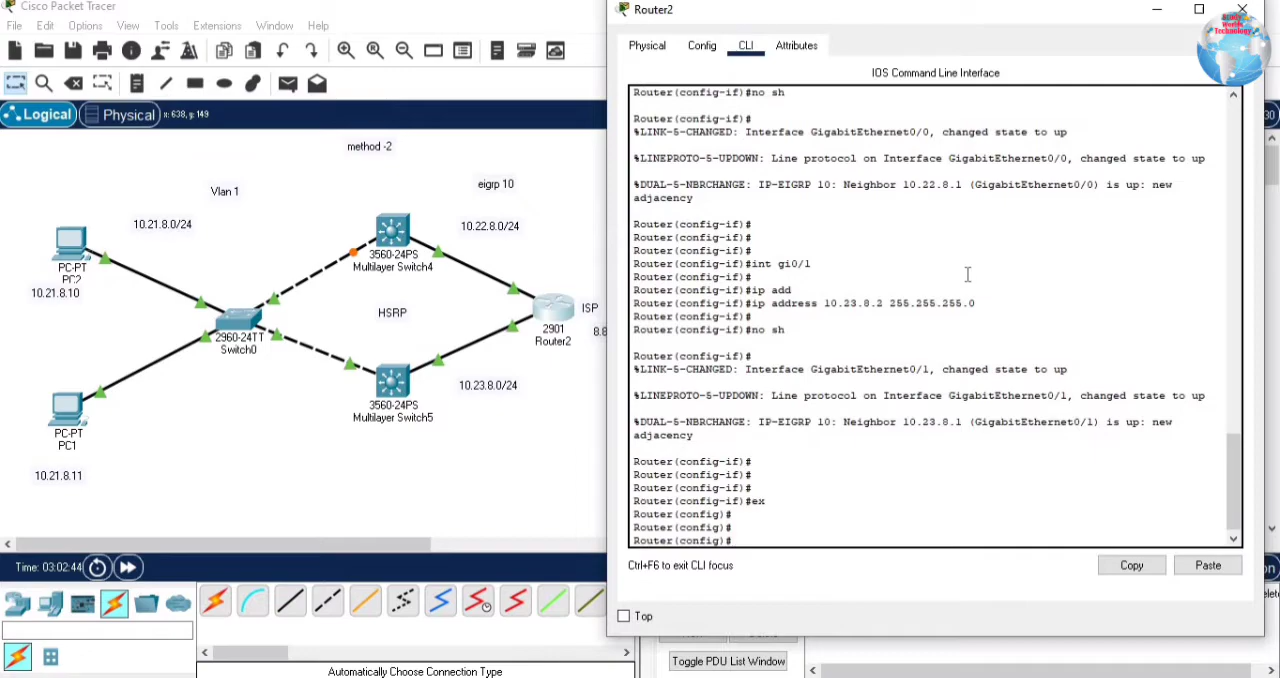 Cisco Packet Tracer
File Edit Options View Tools Extensions Window Help
Logical
Physical
x: 638, y: 149
method -2
Vlan 1
eigrp 10
10.21.8.0/24
10.22.8.0/24
PC-PT
PC2
10.21.8.10
3560-24PS
Multilayer Switch4
HSRP
ISP
8.8
2960-24TT
Switch0
2901
Router2
10.23.8.0/24
3560-24PS
Multilayer Switch5
PC-PT
PC1
10.21.8.11
Time: 03:02:44
Automatically Choose Connection Type
Toggle PDU List Window
Router2
Study
World
Technology
Physical Config CLI Attributes
IOS Command Line Interface
Router(config-if)#no sh
Router(config-if)#
%LINK-5-CHANGED: Interface GigabitEthernet0/0, changed state to up
%LINEPROTO-5-UPDOWN: Line protocol on Interface GigabitEthernet0/0, changed state to up
%DUAL-5-NBRCHANGE: IP-EIGRP 10: Neighbor 10.22.8.1 (GigabitEthernet0/0) is up: new
adjacency
Router(config-if)#
Router(config-if)#
Router(config-if)#
Router(config-if)#int gi0/1
Router(config-if)#
Router(config-if)#ip add
Router(config-if)#ip address 10.23.8.2 255.255.255.0
Router(config-if)#
Router(config-if)#no sh
Router(config-if)#
%LINK-5-CHANGED: Interface GigabitEthernet0/1, changed state to up
%LINEPROTO-5-UPDOWN: Line protocol on Interface GigabitEthernet0/1, changed state to up
%DUAL-5-NBRCHANGE: IP-EIGRP 10: Neighbor 10.23.8.1 (GigabitEthernet0/1) is up: new
adjacency
Router(config-if)#
Router(config-if)#
Router(config-if)#
Router(config-if)#ex
Router(config)#
Router(config)#
Router(config)#
Ctrl+F6 to exit CLI focus
Copy
Paste
Top